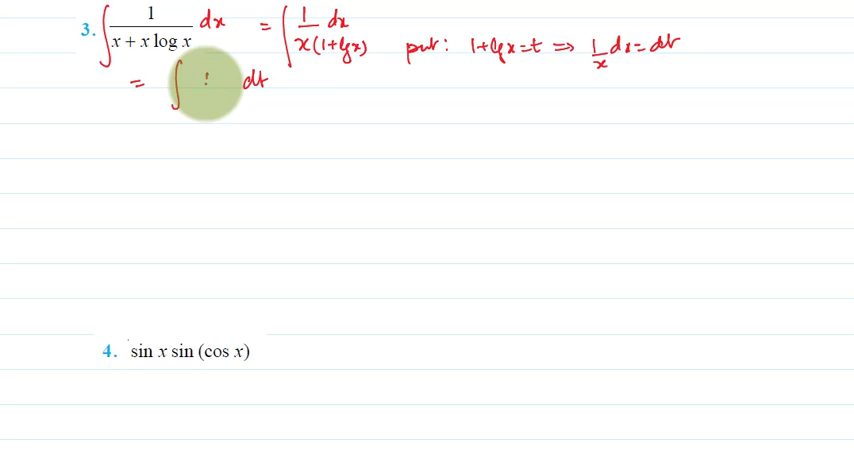 3. ∫ 1/(x + x log x) dx = ∫ 1/(x(1+log x)) dx put: 1+log x = t ⇒ 1/x dx = dt
= ∫ dt
4. sin x sin (cos x)